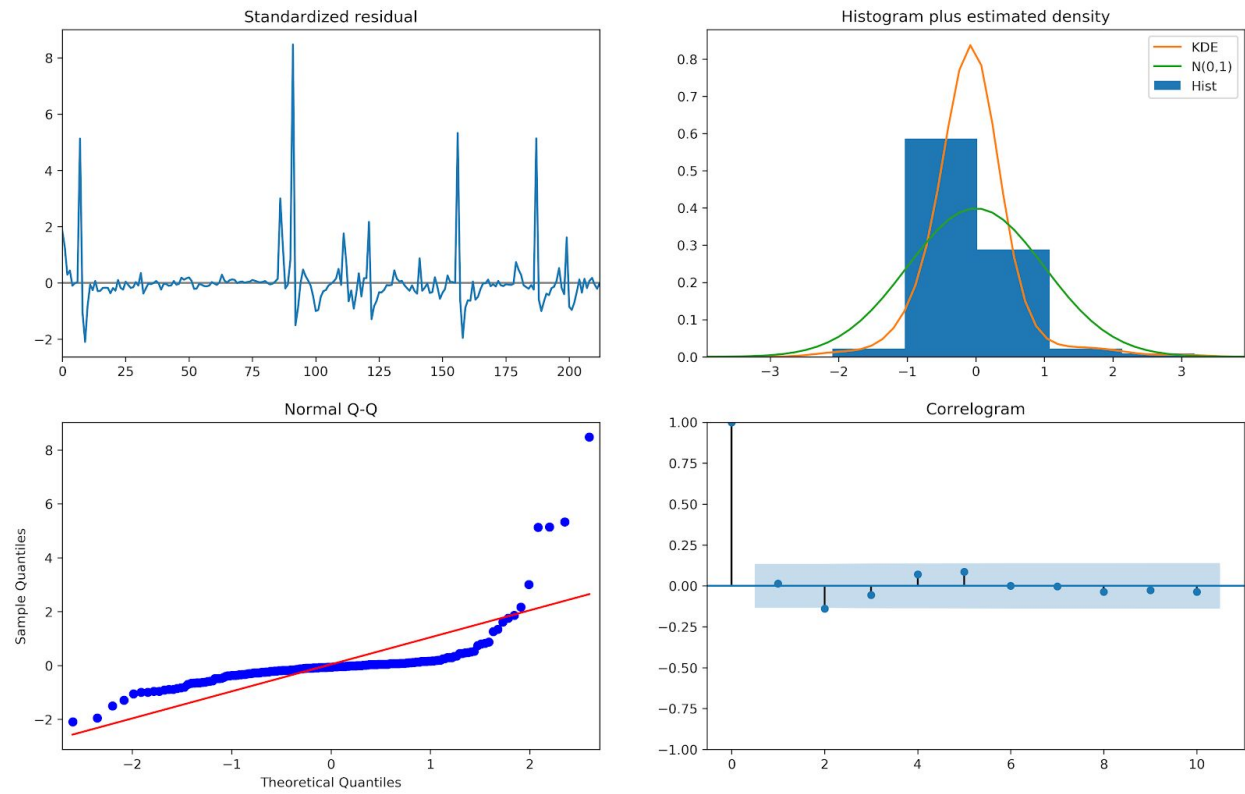 Standardized residual
8
6
4
2
0
−2
0 25 50 75 100 125 150 175 200
Histogram plus estimated density
KDE
N(0,1)
Hist
0.8
0.7
0.6
0.5
0.4
0.3
0.2
0.1
0.0
−3 −2 −1 0 1 2 3
Normal Q-Q
Sample Quantiles
8
6
4
2
0
−2
−2 −1 0 1 2
Theoretical Quantiles
Correlogram
1.00
0.75
0.50
0.25
0.00
−0.25
−0.50
−0.75
−1.00
0 2 4 6 8 10